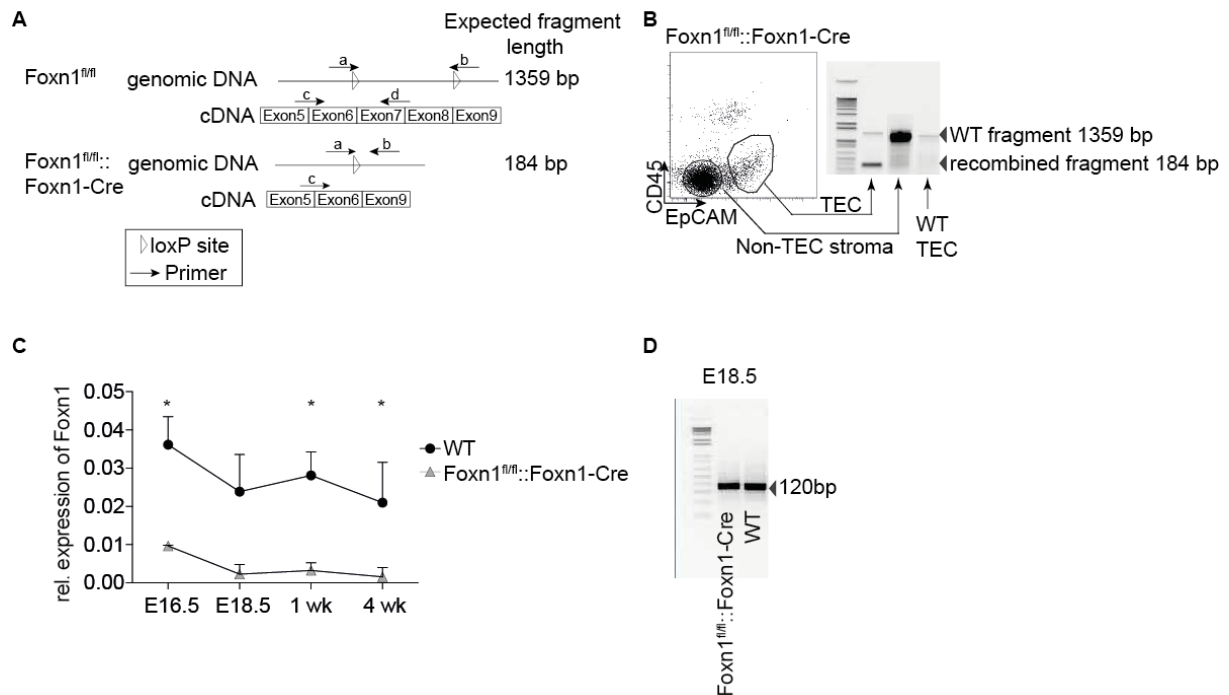 A
Expected fragment
length
Foxn1fl/fl genomic DNA a b 1359 bp
c d
cDNA Exon5 Exon6 Exon7 Exon8 Exon9
Foxn1fl/fl::
Foxn1-Cre
genomic DNA a b 184 bp
c
cDNA Exon5 Exon6 Exon9
loxP site
Primer
B
Foxn1fl/fl::Foxn1-Cre
CD45
EpCAM
WT fragment 1359 bp
recombined fragment 184 bp
TEC
Non-TEC stroma
WT
TEC
C
rel. expression of Foxn1
0.05
0.04
0.03
0.02
0.01
0.00
* * *
E16.5 E18.5 1 wk 4 wk
WT
Foxn1fl/fl::Foxn1-Cre
D
E18.5
120bp
Foxn1fl/fl::Foxn1-Cre
WT